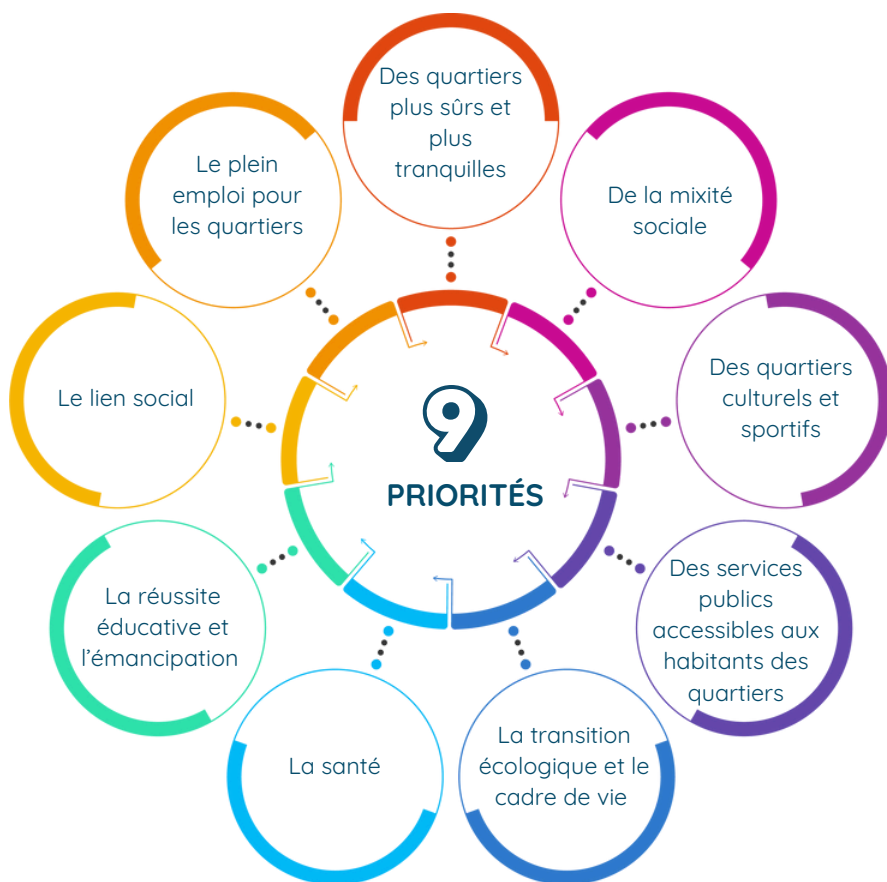 Des quartiers
plus sûrs et
plus
tranquilles
De la mixité
sociale
Des quartiers
culturels et
sportifs
Des services
publics
accessibles aux
habitants des
quartiers
La transition
écologique et le
cadre de vie
La santé
La réussite
éducative et
l'émancipation
Le lien social
Le plein
emploi pour
les quartiers
9
PRIORITÉS